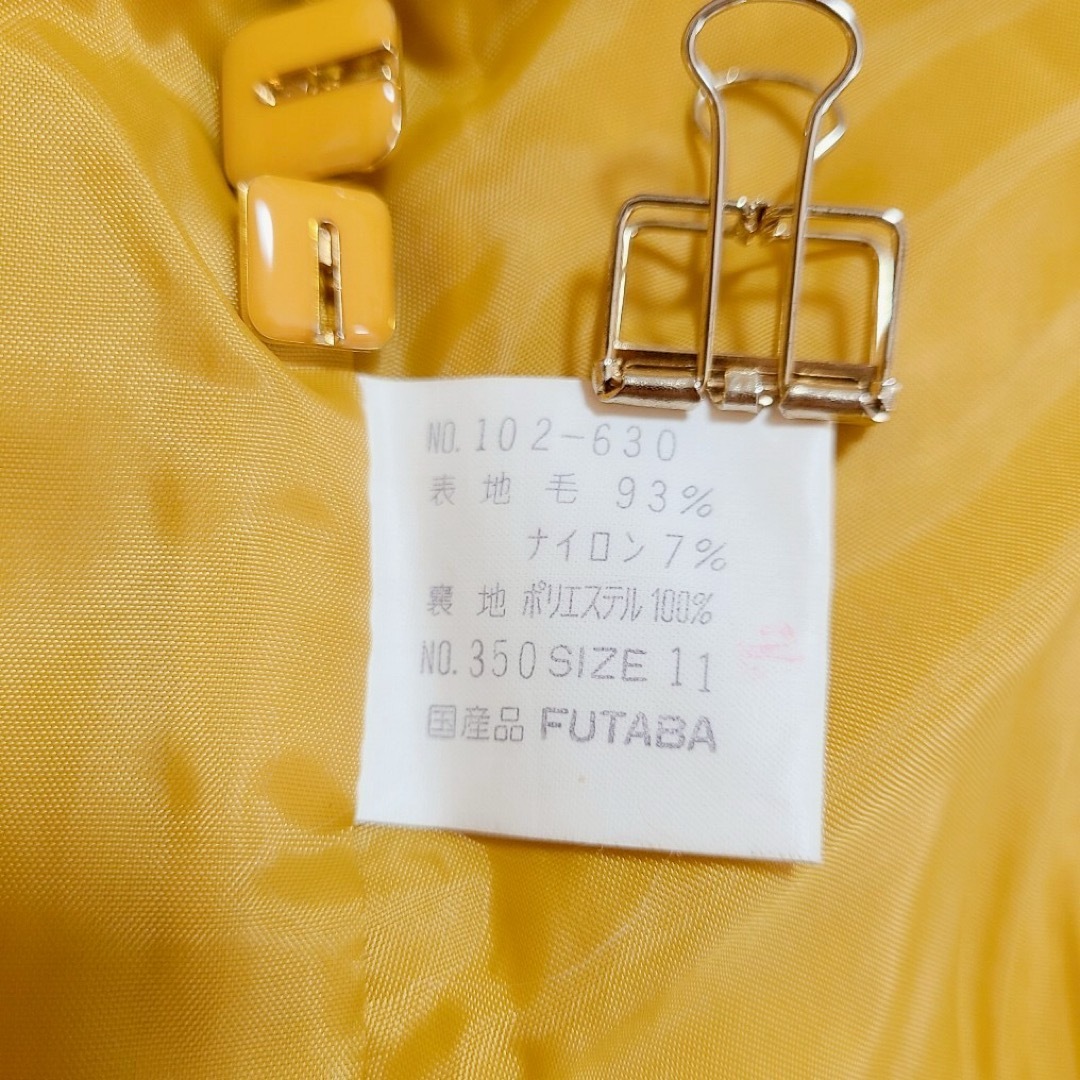 NO. 102-630
表地 毛 93%
ナイロン 7%
裏地 ポリエステル 100%
NO. 350 SIZE 11
国産品 FUTABA